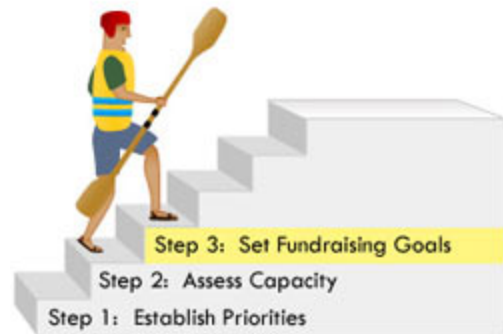 Step 3: Set Fundraising Goals
Step 2: Assess Capacity
Step 1: Establish Priorities